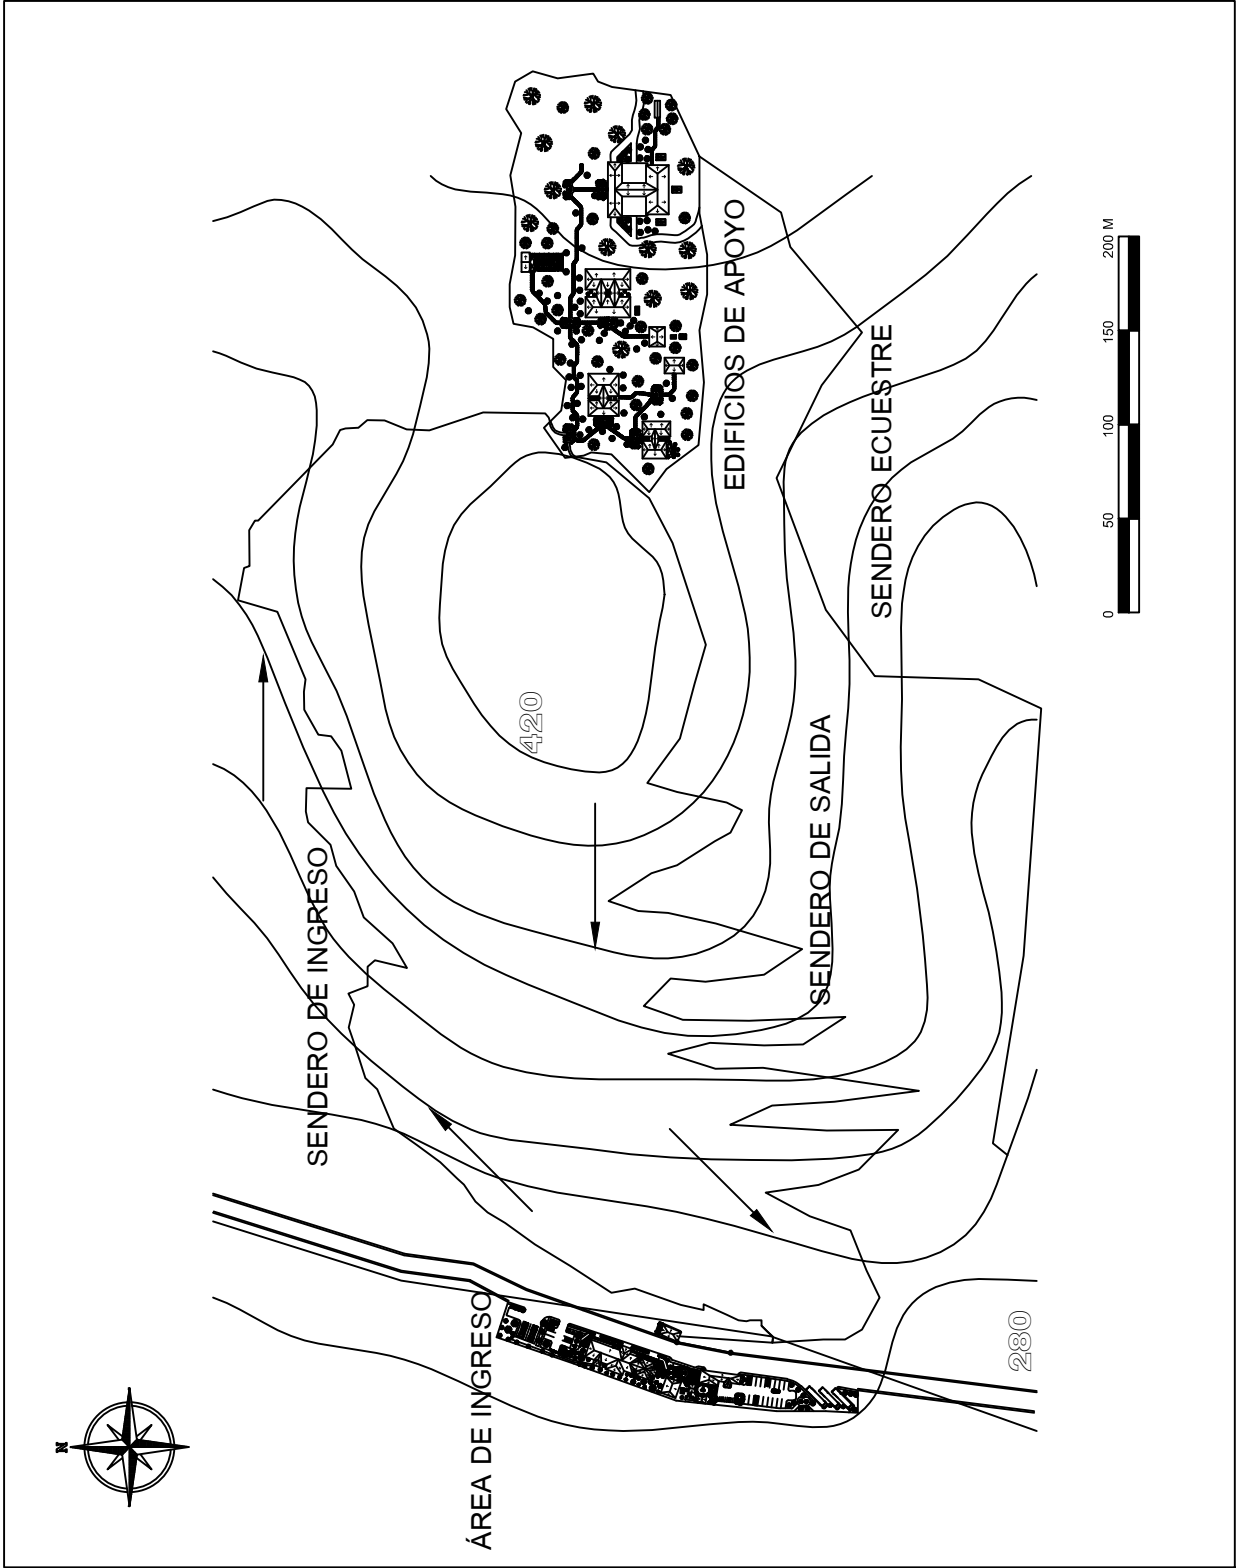 N
ÁREA DE INGRESO
SENDERO DE INGRESO
420
SENDERO DE SALIDA
EDIFICIOS DE APOYO
SENDERO ECUESTRE
280
0 50 100 150 200 M